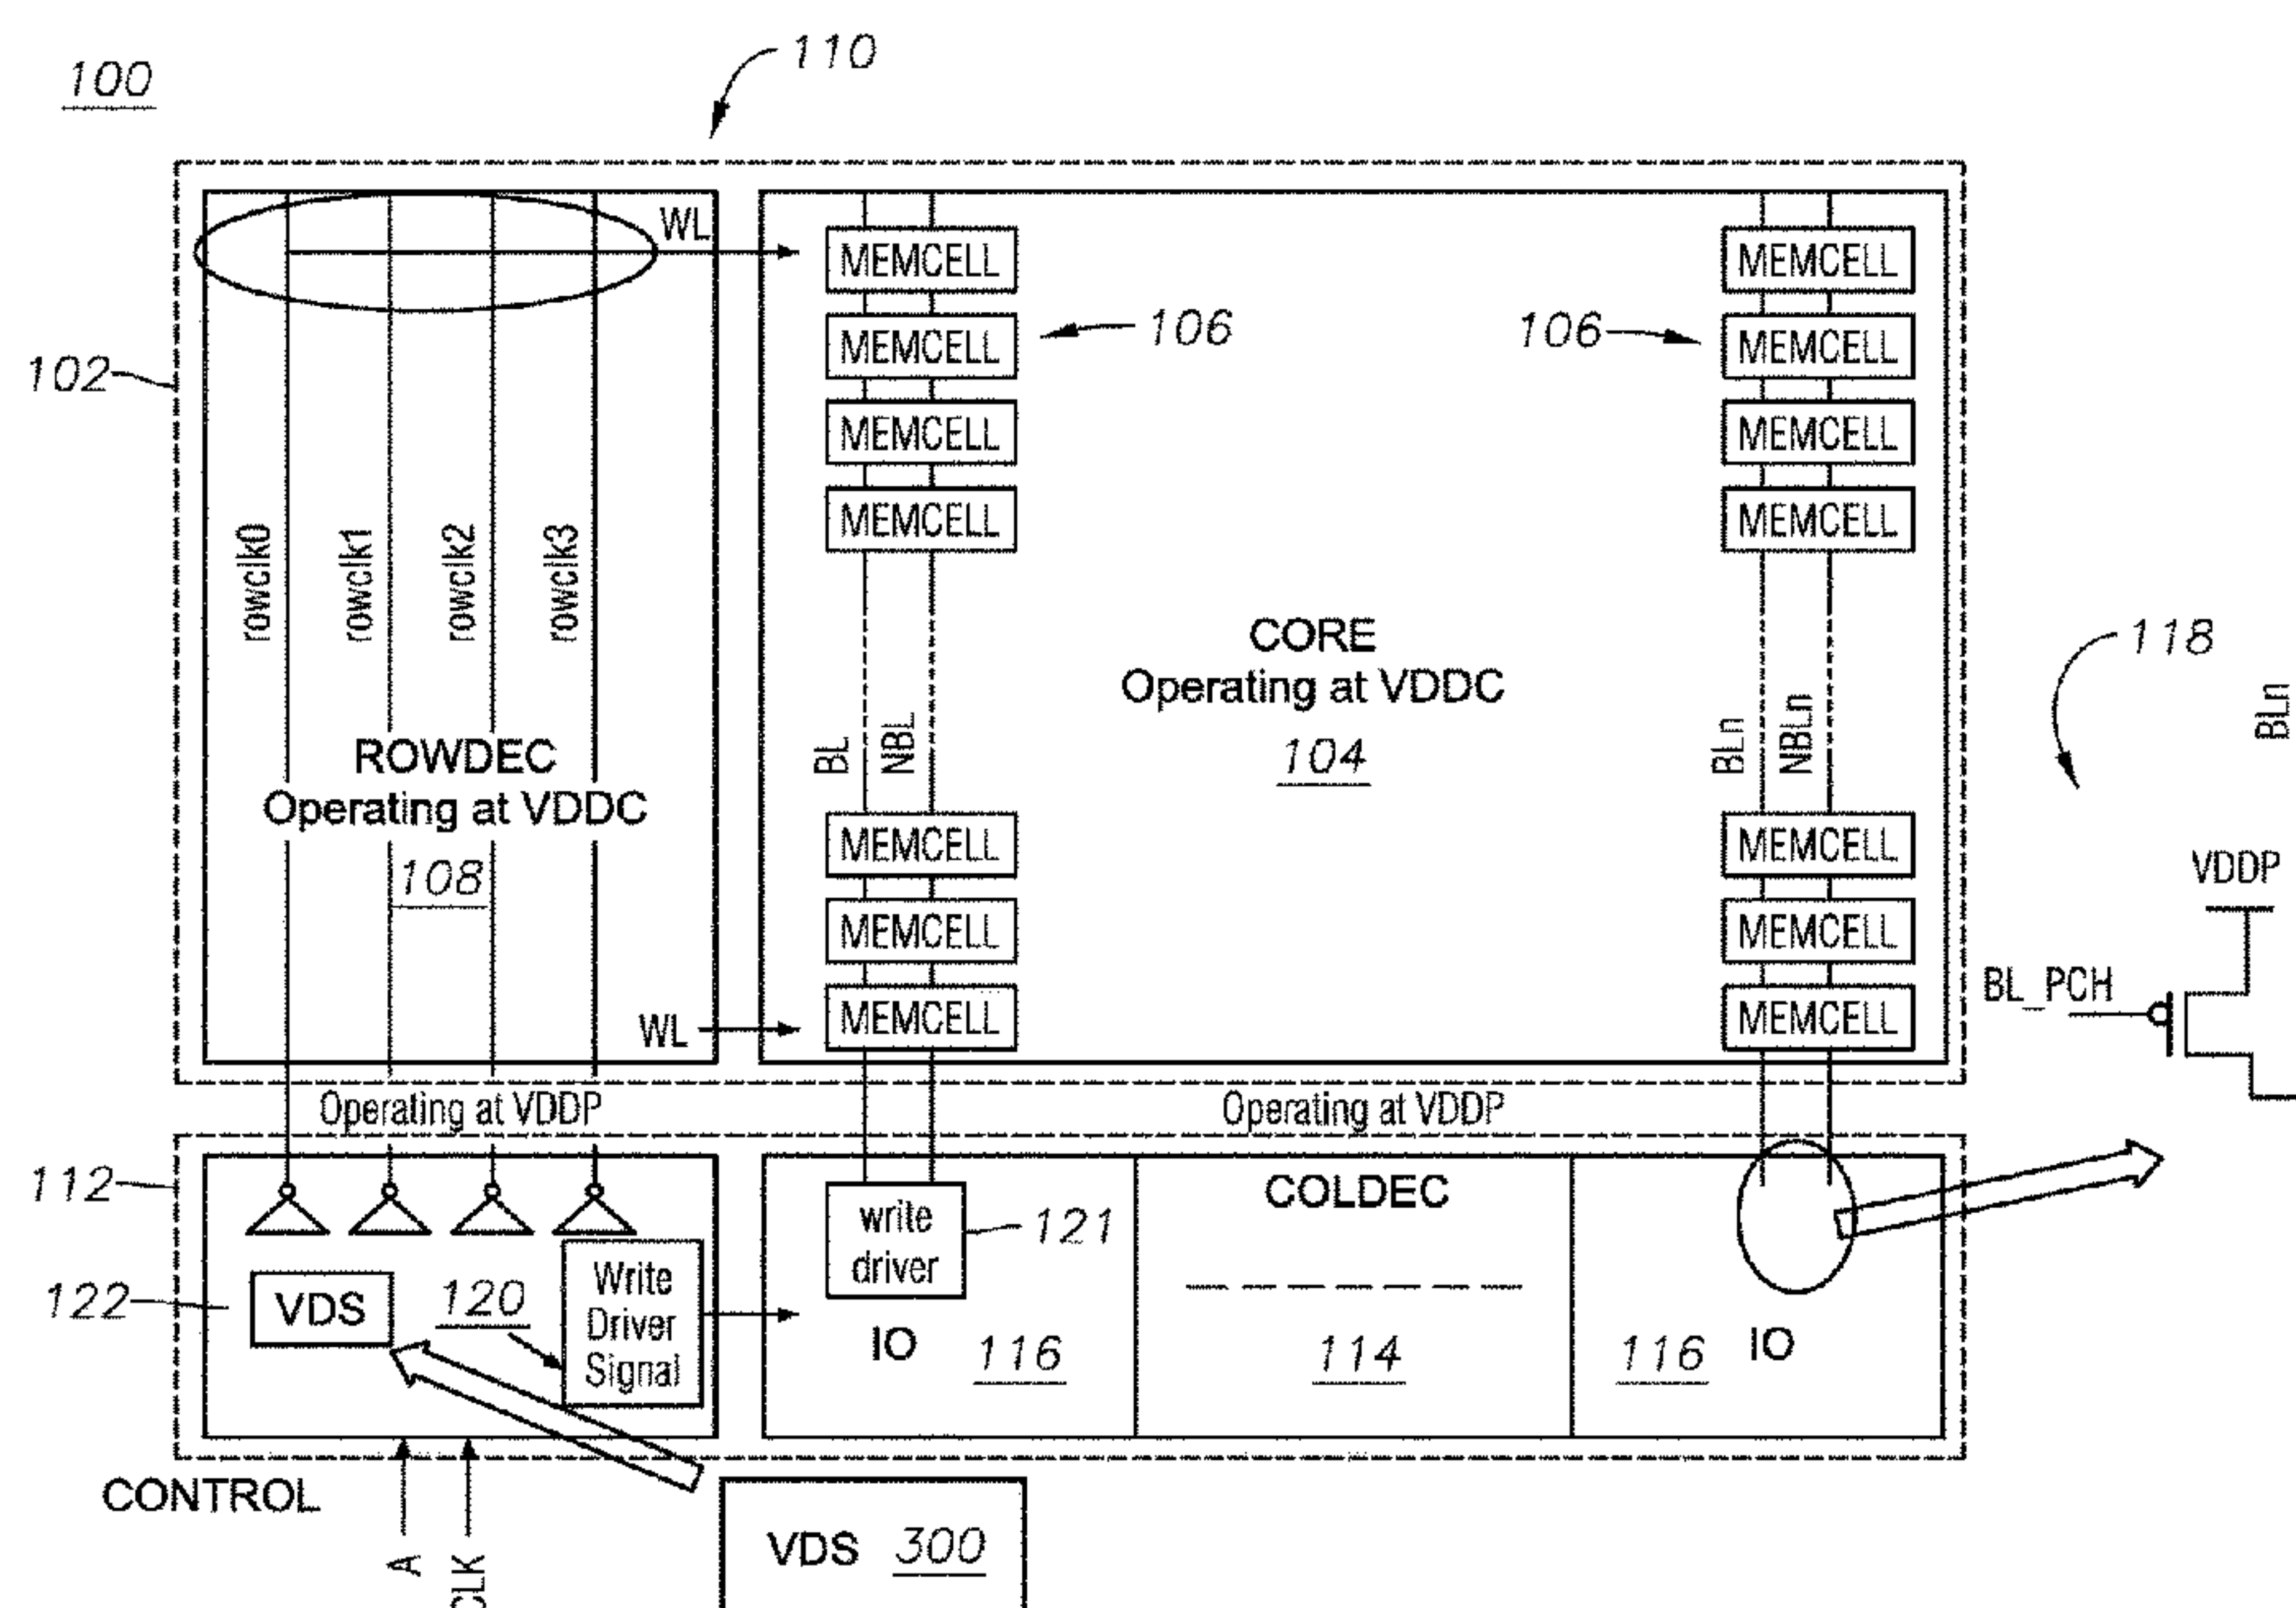 100
110
WL
MEMCELL
MEMCELL
MEMCELL
106
106
MEMCELL
102
MEMCELL
MEMCELL
MEMCELL
MEMCELL
rowclk0
rowclk1
rowclk2
rowclk3
CORE
Operating at VDDC
104
118
BLn
BL
NBL
BLn
NBLn
ROWDEC
Operating at VDDC
108
MEMCELL
MEMCELL
VDDP
MEMCELL
MEMCELL
BL_PCH
WL
MEMCELL
MEMCELL
Operating at VDDP
Operating at VDDP
112
COLDEC
write
driver
121
122
VDS
120
Write
Driver
Signal
IO
116
114
116
IO
CONTROL
A
CLK
VDS 300